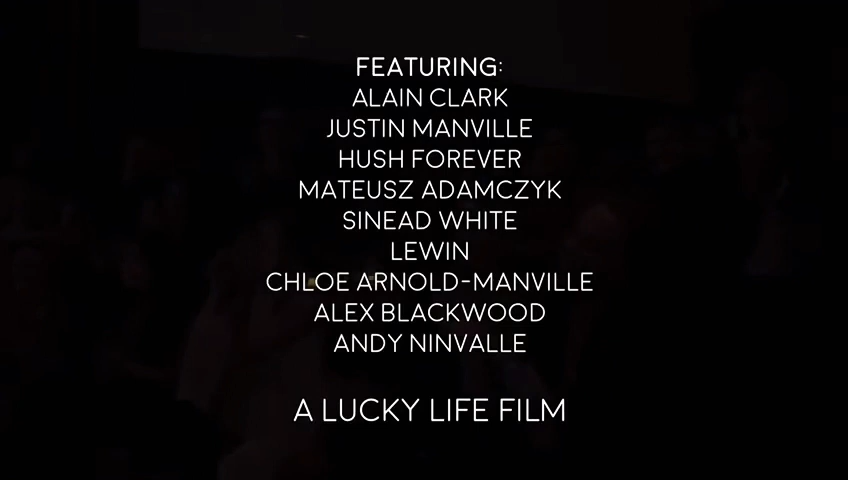 FEATURING:
ALAIN CLARK
JUSTIN MANVILLE
HUSH FOREVER
MATEUSZ ADAMCZYK
SINEAD WHITE
LEWIN
CHLOE ARNOLD-MANVILLE
ALEX BLACKWOOD
ANDY NINVALLE
A LUCKY LIFE FILM